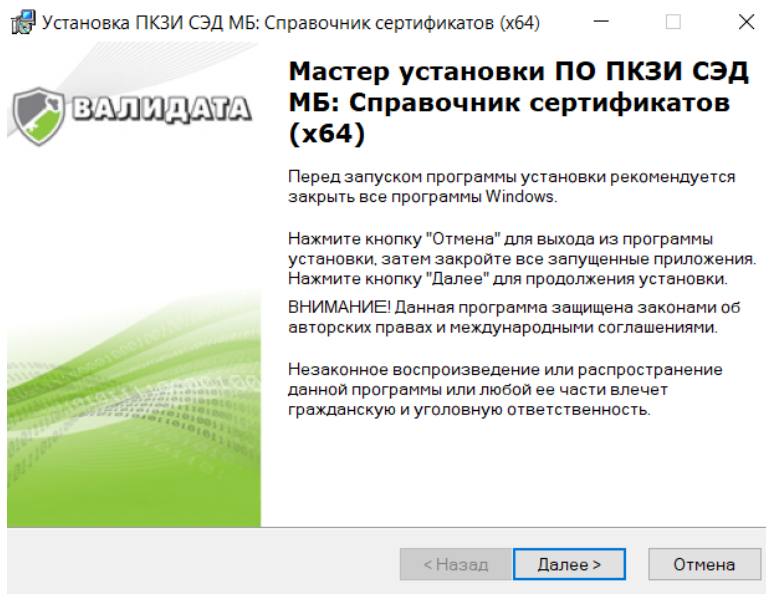 Установка ПКЗИ СЭД МБ: Справочник сертификатов (x64)
ВАЛИДАТА
Мастер установки ПО ПКЗИ СЭД
МБ: Справочник сертификатов
(x64)
Перед запуском программы установки рекомендуется
закрыть все программы Windows.
Нажмите кнопку "Отмена" для выхода из программы
установки, затем закройте все запущенные приложения.
Нажмите кнопку "Далее" для продолжения установки.
ВНИМАНИЕ! Данная программа защищена законами об
авторских правах и международными соглашениями.
Незаконное воспроизведение или распространение
данной программы или любой ее части влечет
гражданскую и уголовную ответственность.
< Назад Далее > Отмена